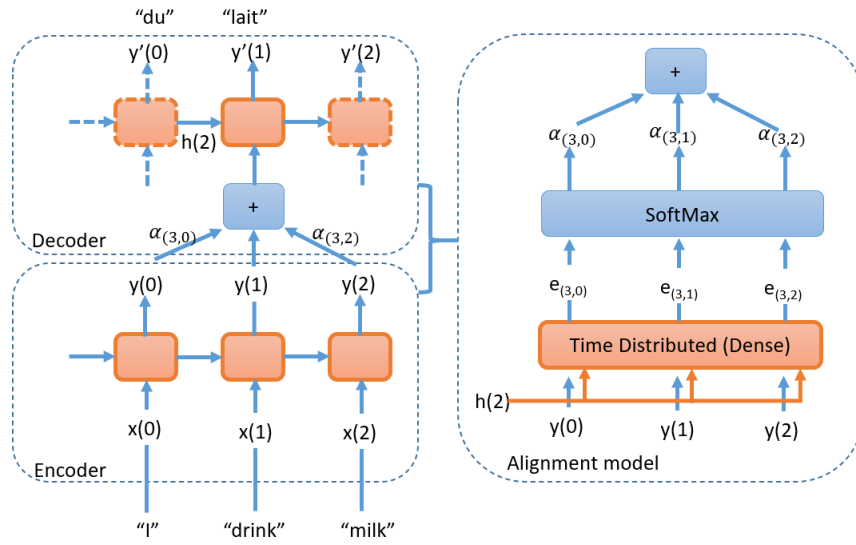 “du” “lait”
y’(0) y’(1) y’(2)
h(2)
+
Decoder
α(3,0) α(3,2)
y(0) y(1) y(2)
x(0) x(1) x(2)
Encoder
“I” “drink” “milk”
+
α(3,0) α(3,1) α(3,2)
SoftMax
e(3,0) e(3,1) e(3,2)
Time Distributed (Dense)
h(2)
y(0) y(1) y(2)
Alignment model